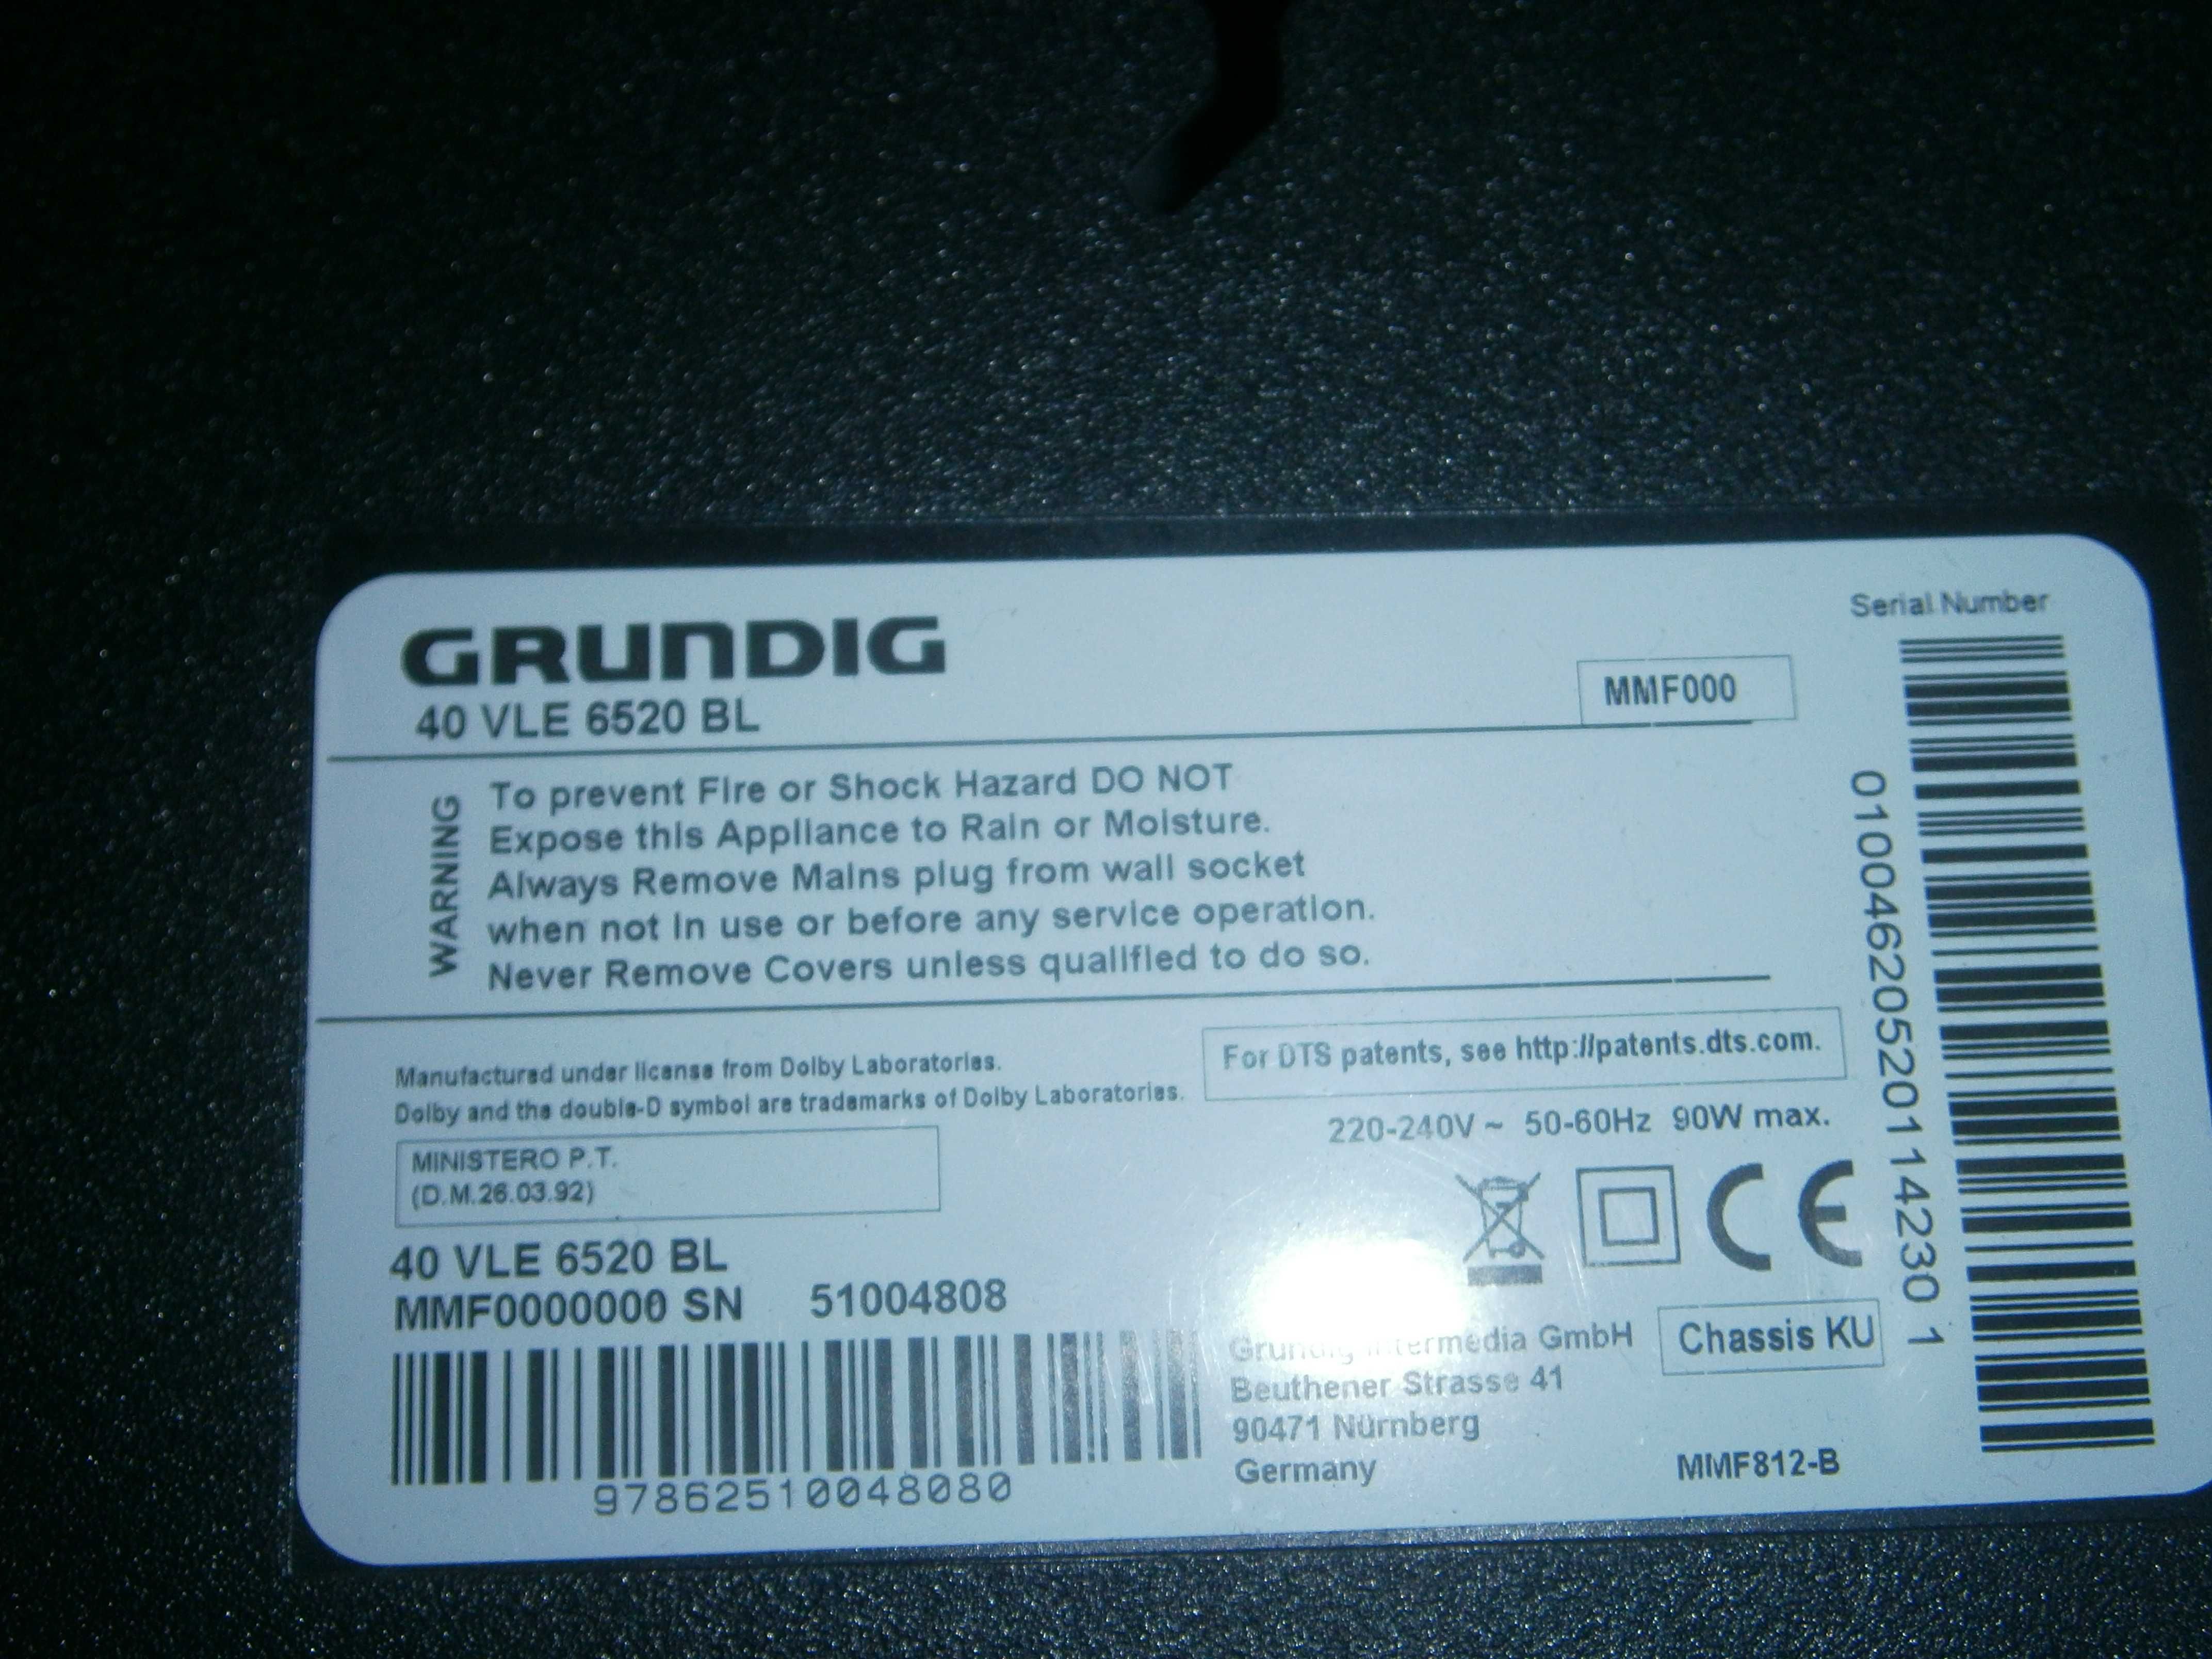 GRUNDIG
40 VLE 6520 BL
MMF000
Serial Number
WARNING
To prevent Fire or Shock Hazard DO NOT
Expose this Appliance to Rain or Moisture.
Always Remove Mains plug from wall socket
when not In use or before any service operation.
Never Remove Covers unless qualified to do so.
Manufactured under license from Dolby Laboratories.
Dolby and the double-D symbol are trademarks of Dolby Laboratories.
For DTS patents, see http://patents.dts.com.
220-240V ~ 50-60Hz 90W max.
MINISTERO P.T.
(D.M.26.03.92)
CE
40 VLE 6520 BL
MMF0000000 SN 51004808
97862510048080
Grundig Intermedia GmbH
Beuthener Strasse 41
90471 Nürnberg
Germany
Chassis KU
MMF812-B
01004620520114230 1